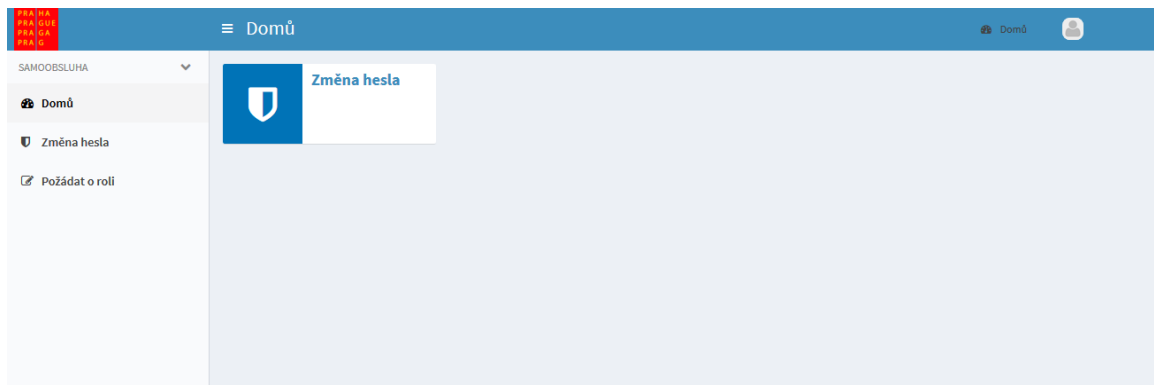 PRA HA
PRA GUE
PRA GA
PRA G
Domů
Domů
SAMOOBSLUHA
Domů
Změna hesla
Požádat o roli
Změna hesla